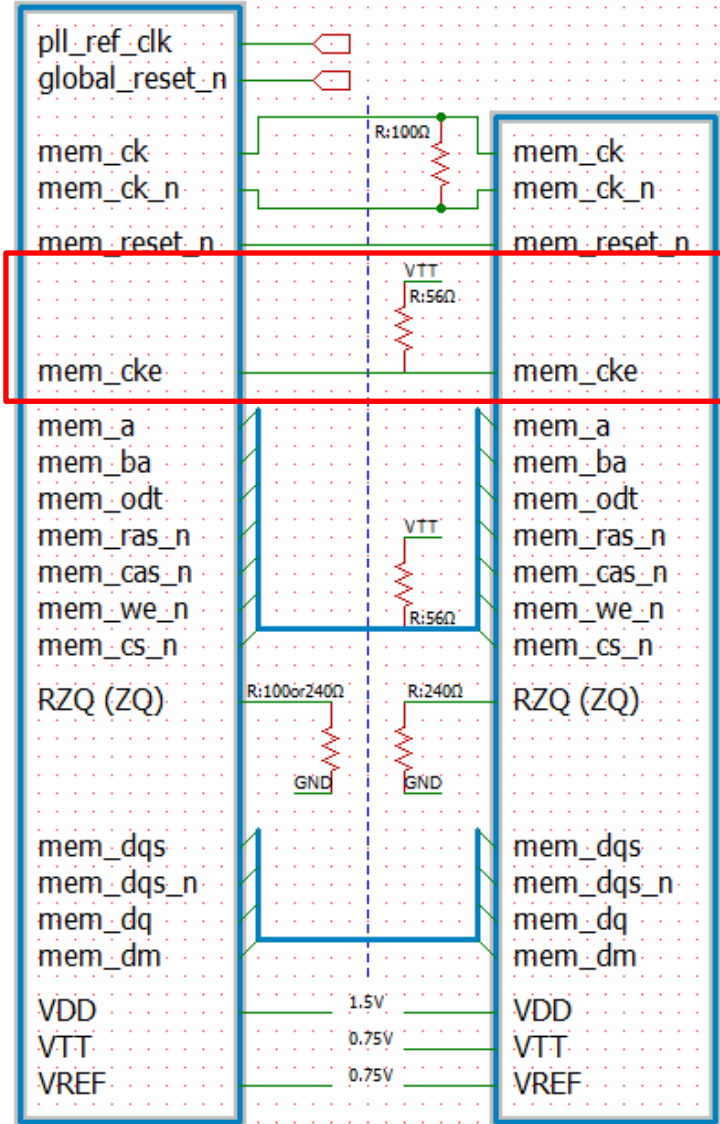 pll_ref_clk
global_reset_n
R:100Ω
mem_ck mem_ck
mem_ck_n mem_ck_n
mem_reset_n mem_reset_n
VTT
R:56Ω
mem_cke mem_cke
mem_a mem_a
mem_ba mem_ba
mem_odt mem_odt
VTT
mem_ras_n mem_ras_n
mem_cas_n mem_cas_n
mem_we_n mem_we_n
R:56Ω
mem_cs_n mem_cs_n
RZQ (ZQ) R:100or240Ω R:240Ω RZQ (ZQ)
GND GND
mem_dqs mem_dqs
mem_dqs_n mem_dqs_n
mem_dq mem_dq
mem_dm mem_dm
VDD 1.5V VDD
VTT 0.75V VTT
VREF 0.75V VREF